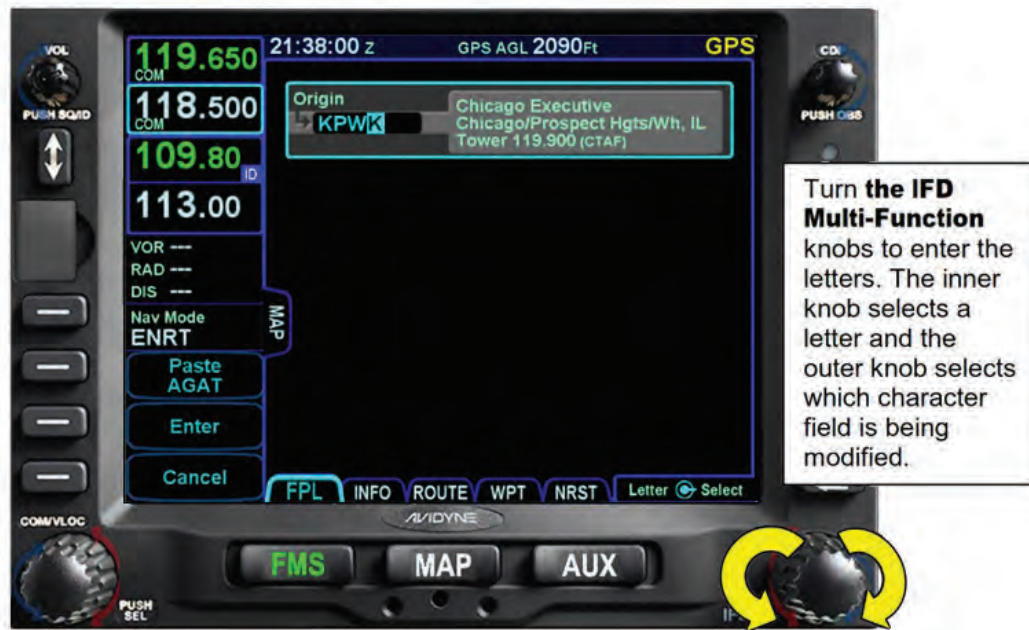 VOL
PUSH SQ/ID
119.650
COM
118.500
COM
109.80
ID
113.00
VOR ---
RAD ---
DIS ---
Nav Mode
ENRT
Paste
AGAT
Enter
Cancel
21:38:00 Z GPS AGL 2090Ft GPS
Origin
KPWK
Chicago Executive
Chicago/Prospect Hgts/Wh, IL
Tower 119.900 (CTAF)
MAP
FPL INFO ROUTE WPT NRST Letter Select
CDI
PUSH OBS
Turn the IFD
Multi-Function
knobs to enter the
letters. The inner
knob selects a
letter and the
outer knob selects
which character
field is being
modified.
COM/VLOC
PUSH
SEL
AVIDYNE
FMS MAP AUX